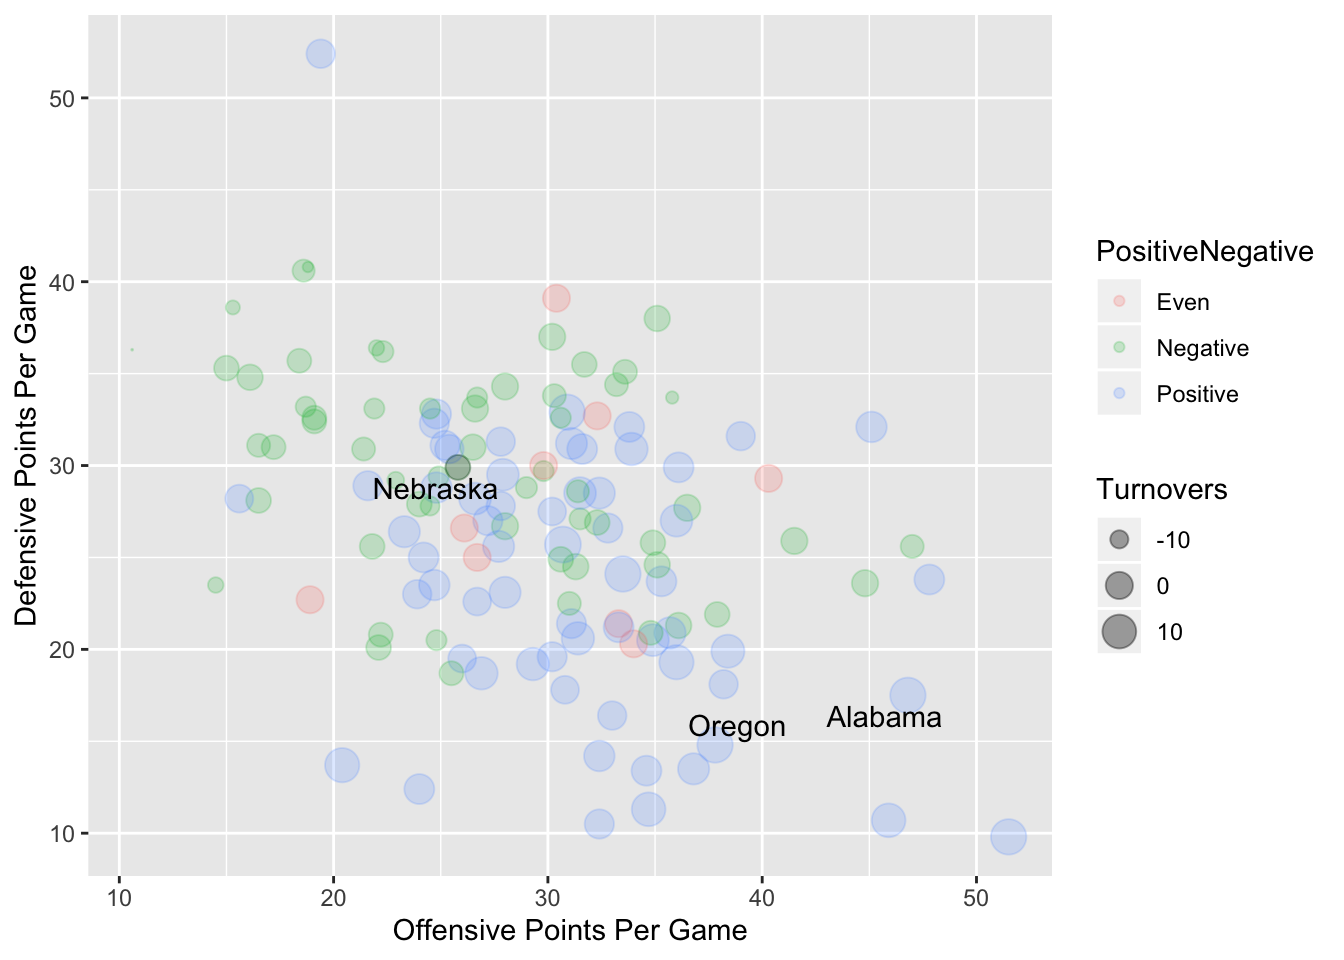 50
40
30
20
10
Defensive Points Per Game
Nebraska
Oregon
Alabama
10 20 30 40 50
Offensive Points Per Game
PositiveNegative
Even
Negative
Positive
Turnovers
-10
0
10